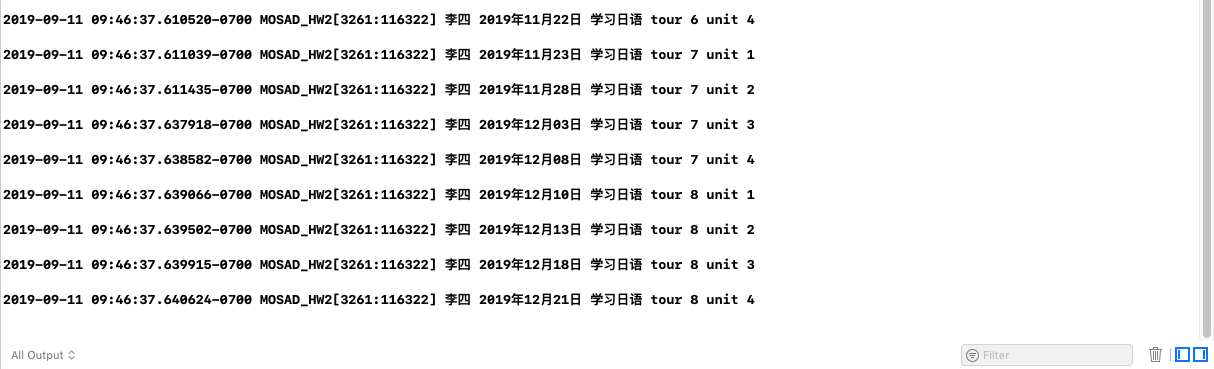 2019-09-11 09:46:37.610520-0700 MOSAD_HW2[3261:116322] 李四 2019年11月22日 学习日语 tour 6 unit 4
2019-09-11 09:46:37.611039-0700 MOSAD_HW2[3261:116322] 李四 2019年11月23日 学习日语 tour 7 unit 1
2019-09-11 09:46:37.611435-0700 MOSAD_HW2[3261:116322] 李四 2019年11月28日 学习日语 tour 7 unit 2
2019-09-11 09:46:37.637918-0700 MOSAD_HW2[3261:116322] 李四 2019年12月03日 学习日语 tour 7 unit 3
2019-09-11 09:46:37.638582-0700 MOSAD_HW2[3261:116322] 李四 2019年12月08日 学习日语 tour 7 unit 4
2019-09-11 09:46:37.639066-0700 MOSAD_HW2[3261:116322] 李四 2019年12月10日 学习日语 tour 8 unit 1
2019-09-11 09:46:37.639502-0700 MOSAD_HW2[3261:116322] 李四 2019年12月13日 学习日语 tour 8 unit 2
2019-09-11 09:46:37.639915-0700 MOSAD_HW2[3261:116322] 李四 2019年12月18日 学习日语 tour 8 unit 3
2019-09-11 09:46:37.640624-0700 MOSAD_HW2[3261:116322] 李四 2019年12月21日 学习日语 tour 8 unit 4
All Output Filter